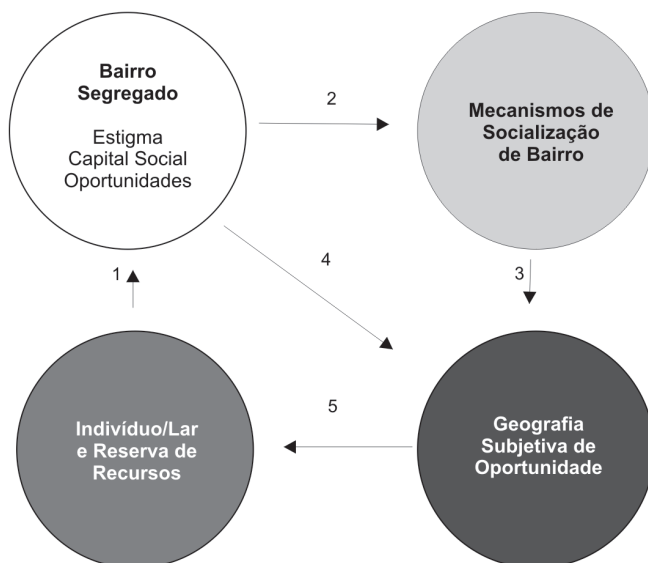 Bairro
Segregado
Estigma
Capital Social
Oportunidades
2
Mecanismos de
Socialização
de Bairro
4
1
3
Indivíduo/Lar
e Reserva de
Recursos
5
Geografia
Subjetiva de
Oportunidade